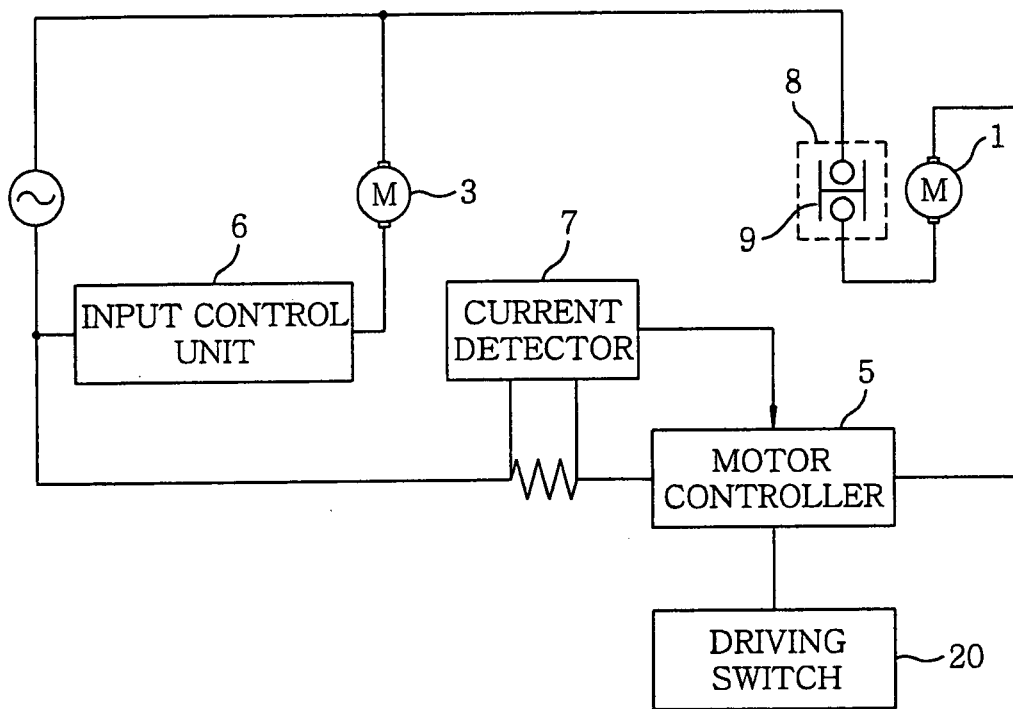 8
1
M
3
M
9
6
7
INPUT CONTROL
UNIT
CURRENT
DETECTOR
5
MOTOR
CONTROLLER
DRIVING
SWITCH
20